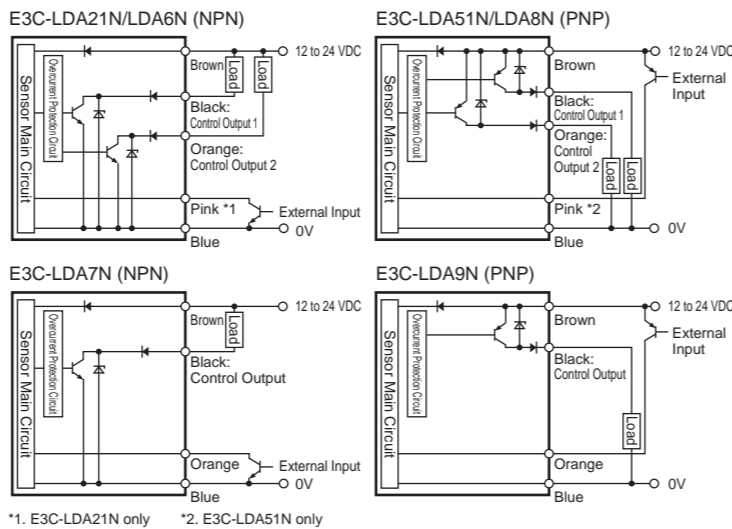 E3C-LDA21N/LDA6N (NPN)
Sensor Main Circuit
Overcurrent Protection Circuit
Brown
Load
Load
12 to 24 VDC
Black:
Control Output 1
Orange:
Control Output 2
Pink *1
External Input
0V
Blue
E3C-LDA51N/LDA8N (PNP)
Sensor Main Circuit
Overcurrent Protection Circuit
12 to 24 VDC
Brown
External
Input
Black:
Control Output 1
Orange:
Control
Output 2
Load
Load
Pink *2
0V
Blue
E3C-LDA7N (NPN)
Sensor Main Circuit
Overcurrent Protection Circuit
12 to 24 VDC
Brown
Load
Black:
Control Output
Orange
External Input
0V
Blue
E3C-LDA9N (PNP)
Sensor Main Circuit
Overcurrent Protection Circuit
12 to 24 VDC
Brown
External
Input
Black:
Control Output
Load
Orange
0V
Blue
*1. E3C-LDA21N only *2. E3C-LDA51N only